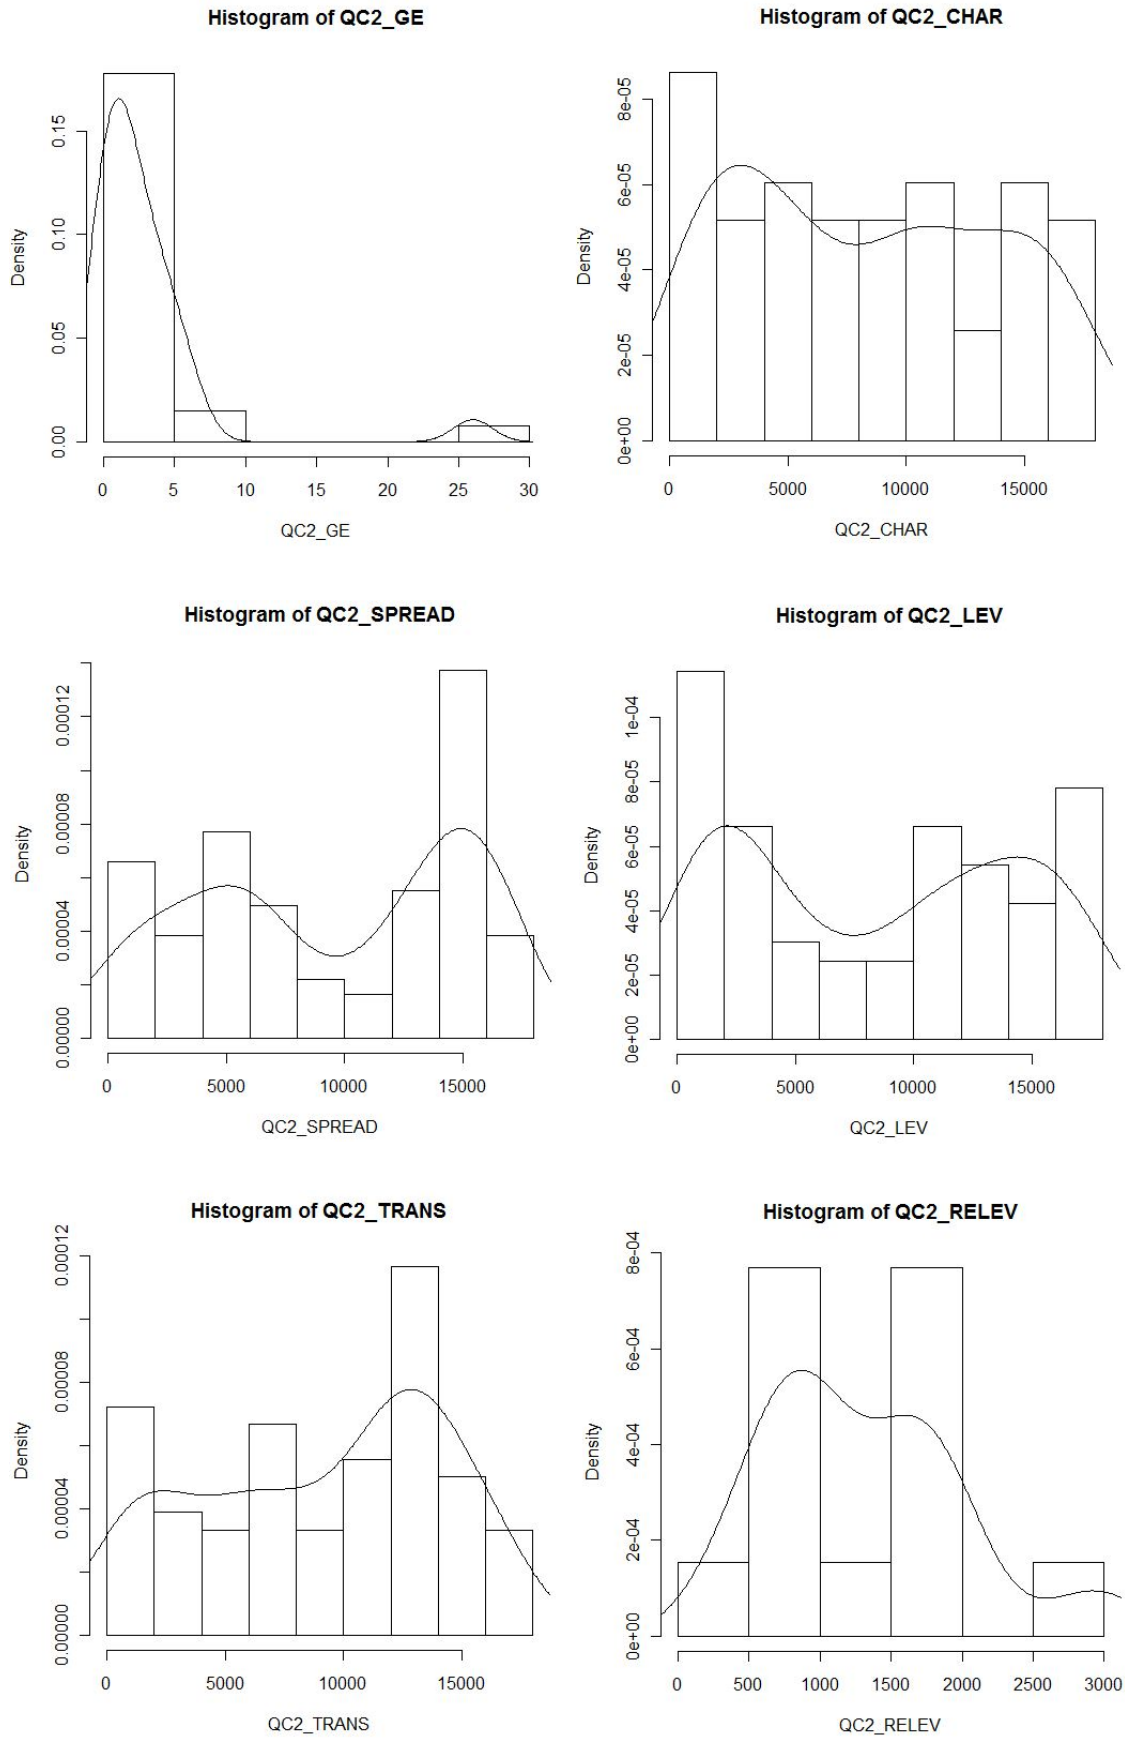 Histogram of QC2_GE
Density
0.00 0.05 0.10 0.15
0 5 10 15 20 25 30
QC2_GE
Histogram of QC2_CHAR
Density
0e+00 2e-05 4e-05 6e-05 8e-05
0 5000 10000 15000
QC2_CHAR
Histogram of QC2_SPREAD
Density
0.00000 0.00004 0.00008 0.00012
0 5000 10000 15000
QC2_SPREAD
Histogram of QC2_LEV
Density
0e+00 2e-05 4e-05 6e-05 8e-05 1e-04
0 5000 10000 15000
QC2_LEV
Histogram of QC2_TRANS
Density
0.00000 0.00004 0.00008 0.00012
0 5000 10000 15000
QC2_TRANS
Histogram of QC2_RELEV
Density
0e+00 2e-04 4e-04 6e-04 8e-04
0 500 1000 1500 2000 2500 3000
QC2_RELEV